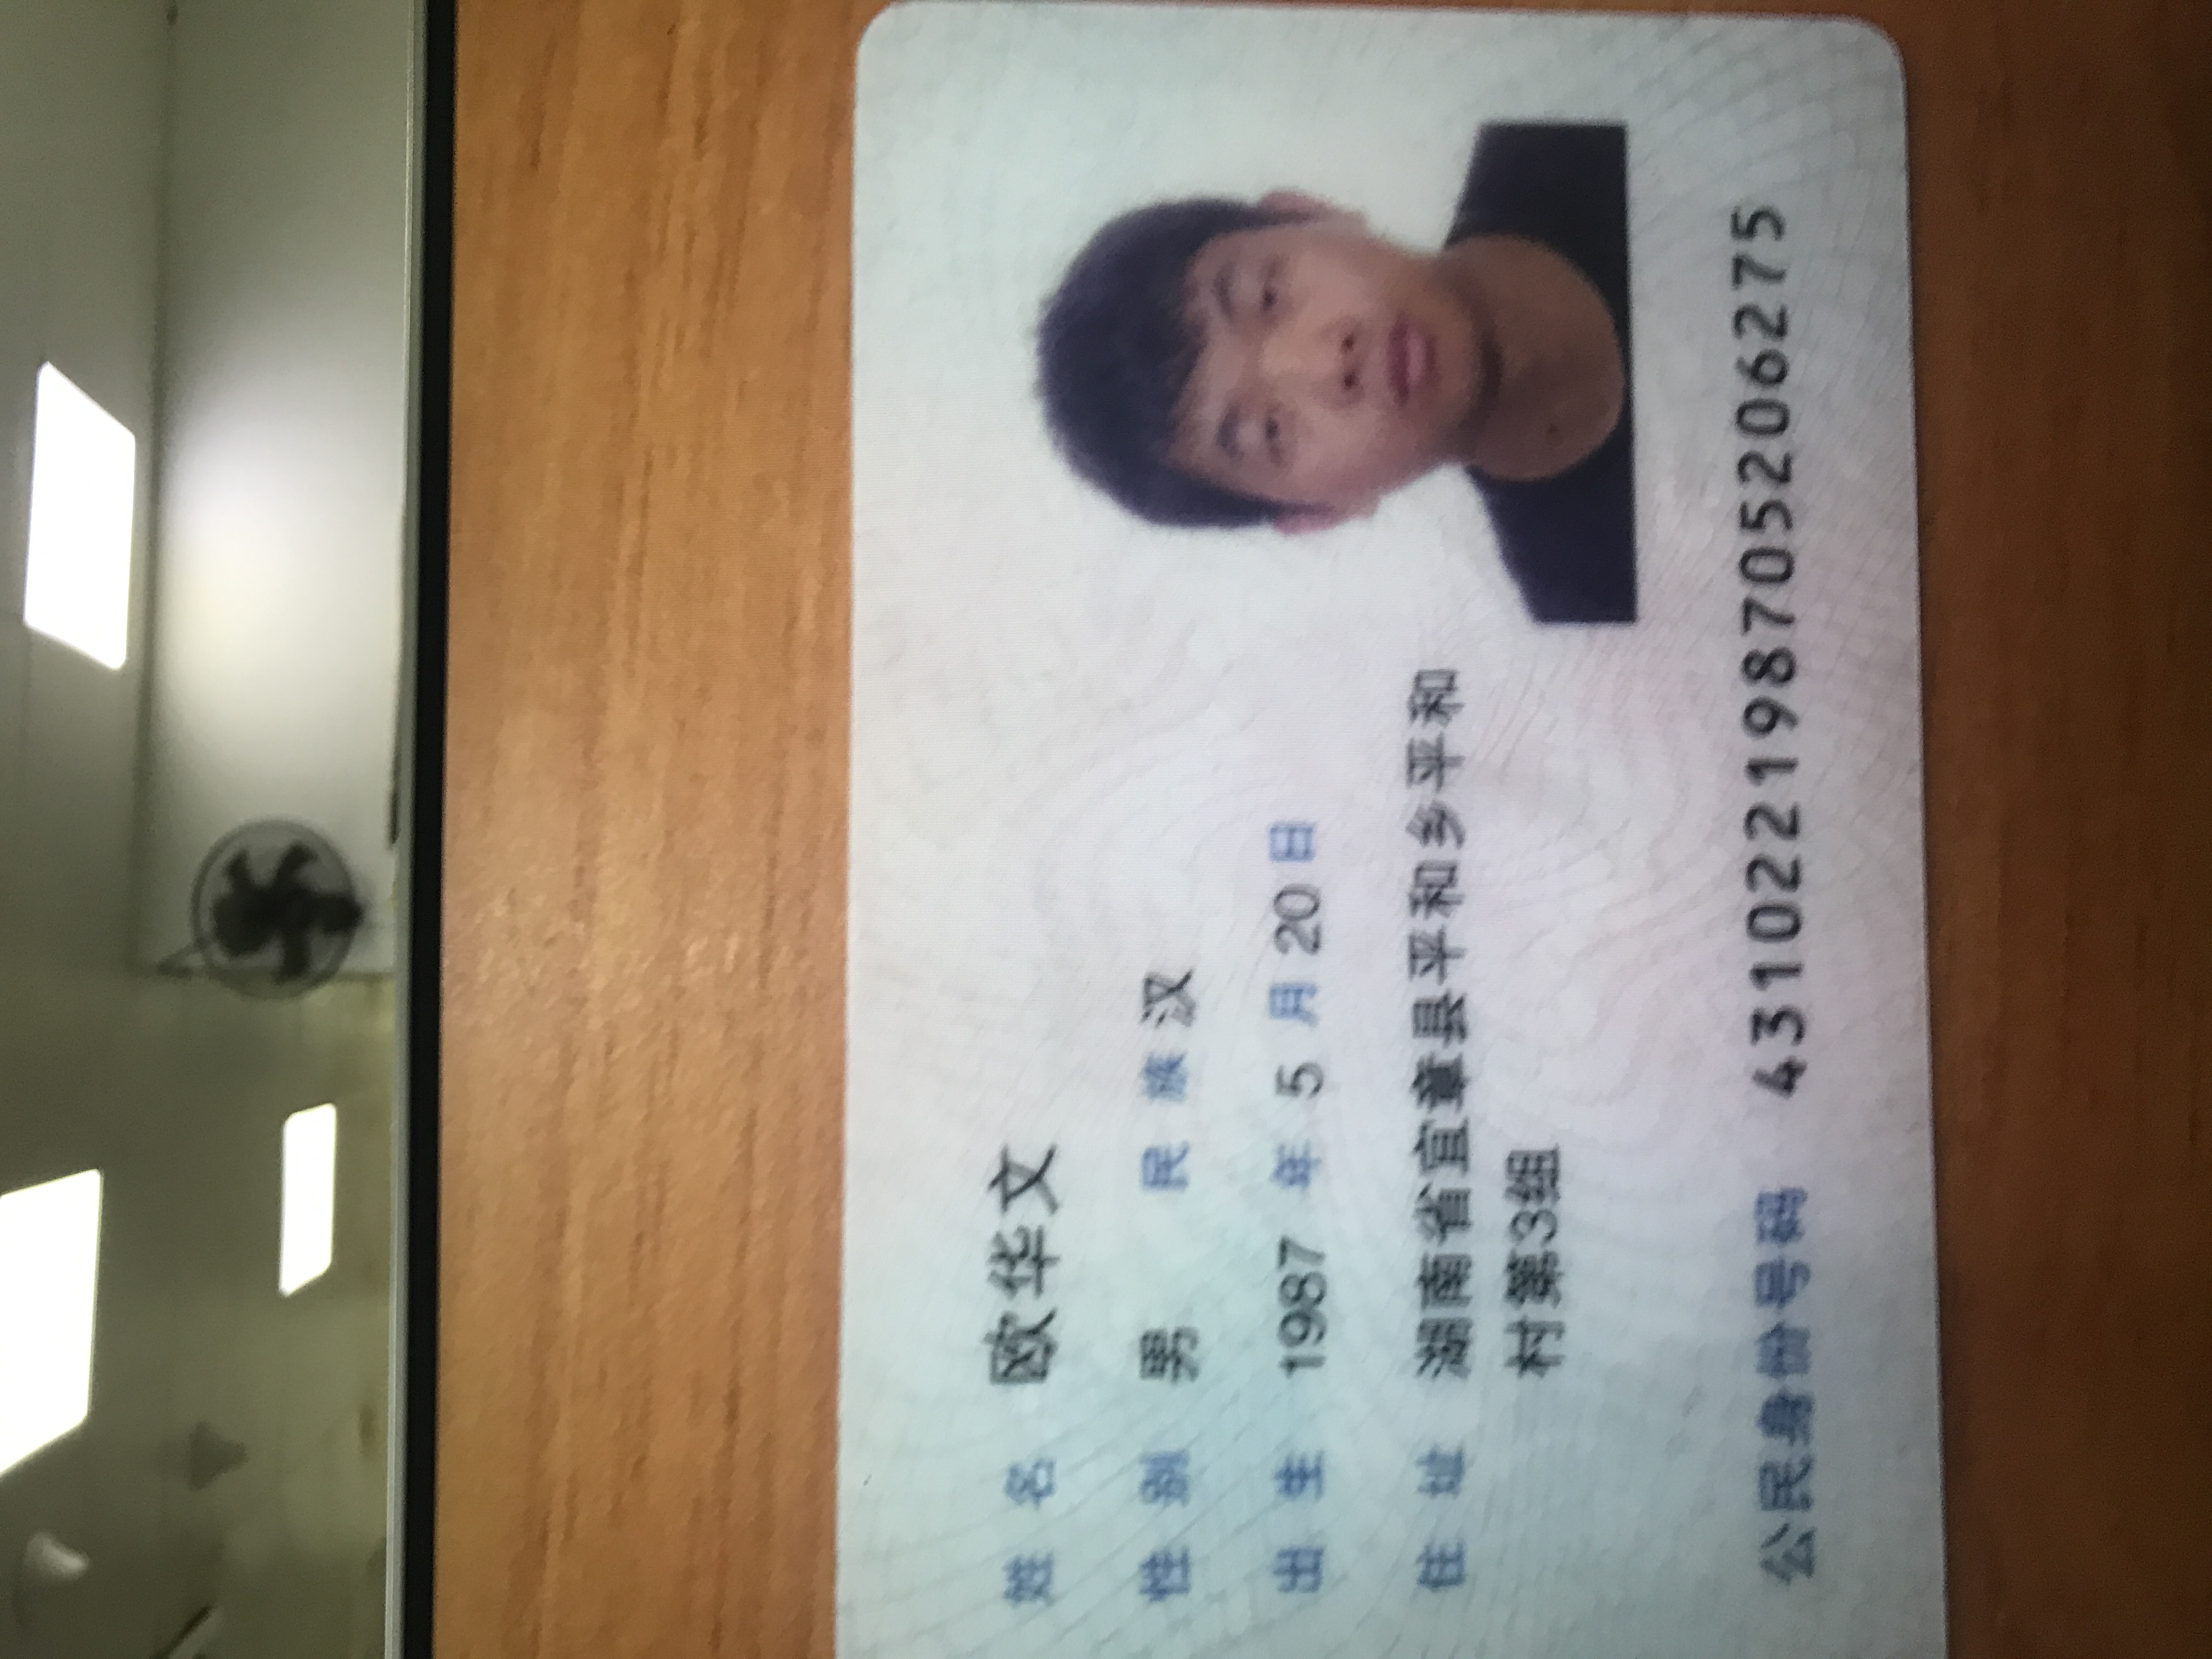 姓名 欧华文
性别 男 民族 汉
出生 1987 年 5 月 20 日
住址 湖南省宜章县平和乡平和
村第3组
公民身份号码 431022198705206275